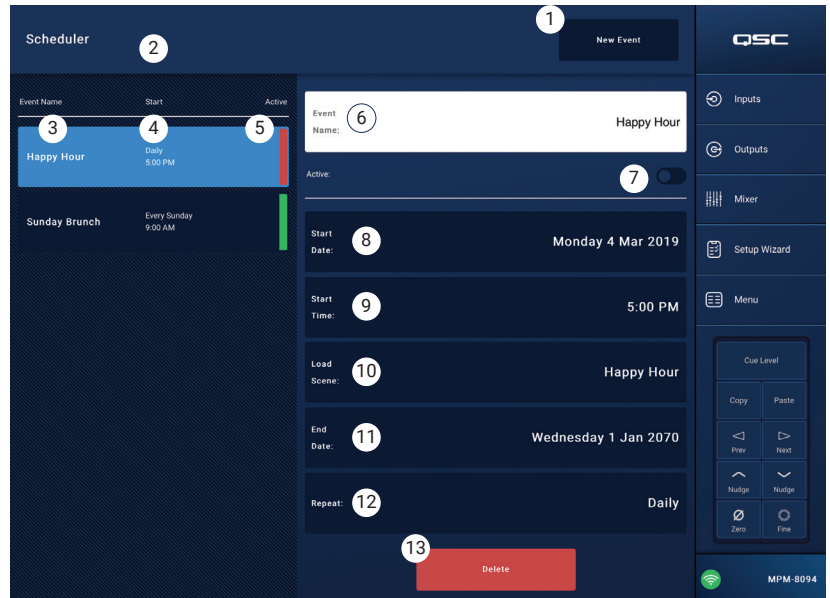 1
Scheduler
2
New Event
QSC
Event Name Start Active
3 4 5
Happy Hour
Daily
5:00 PM
Sunday Brunch
Every Sunday
9:00 AM
Event
Name:
6
Happy Hour
Active:
7
Start
Date:
8
Monday 4 Mar 2019
Start
Time:
9
5:00 PM
Load
Scene:
10
Happy Hour
End
Date:
11
Wednesday 1 Jan 2070
Repeat:
12
Daily
13
Delete
Inputs
Outputs
Mixer
Setup Wizard
Menu
Cue Level
Copy Paste
Prev Next
Nudge Nudge
Zero Fine
MPM-8094